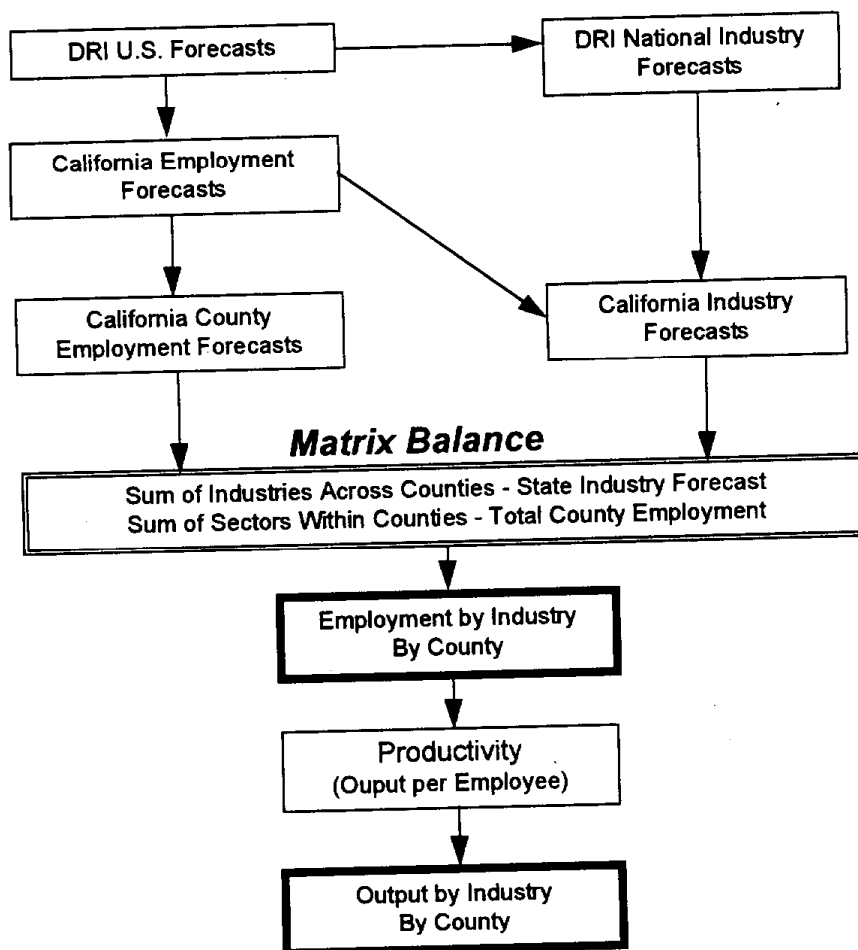 DRI U.S. Forecasts
DRI National Industry
Forecasts
California Employment
Forecasts
California County
Employment Forecasts
California Industry
Forecasts
Matrix Balance
Sum of Industries Across Counties - State Industry Forecast
Sum of Sectors Within Counties - Total County Employment
Employment by Industry
By County
Productivity
(Ouput per Employee)
Output by Industry
By County